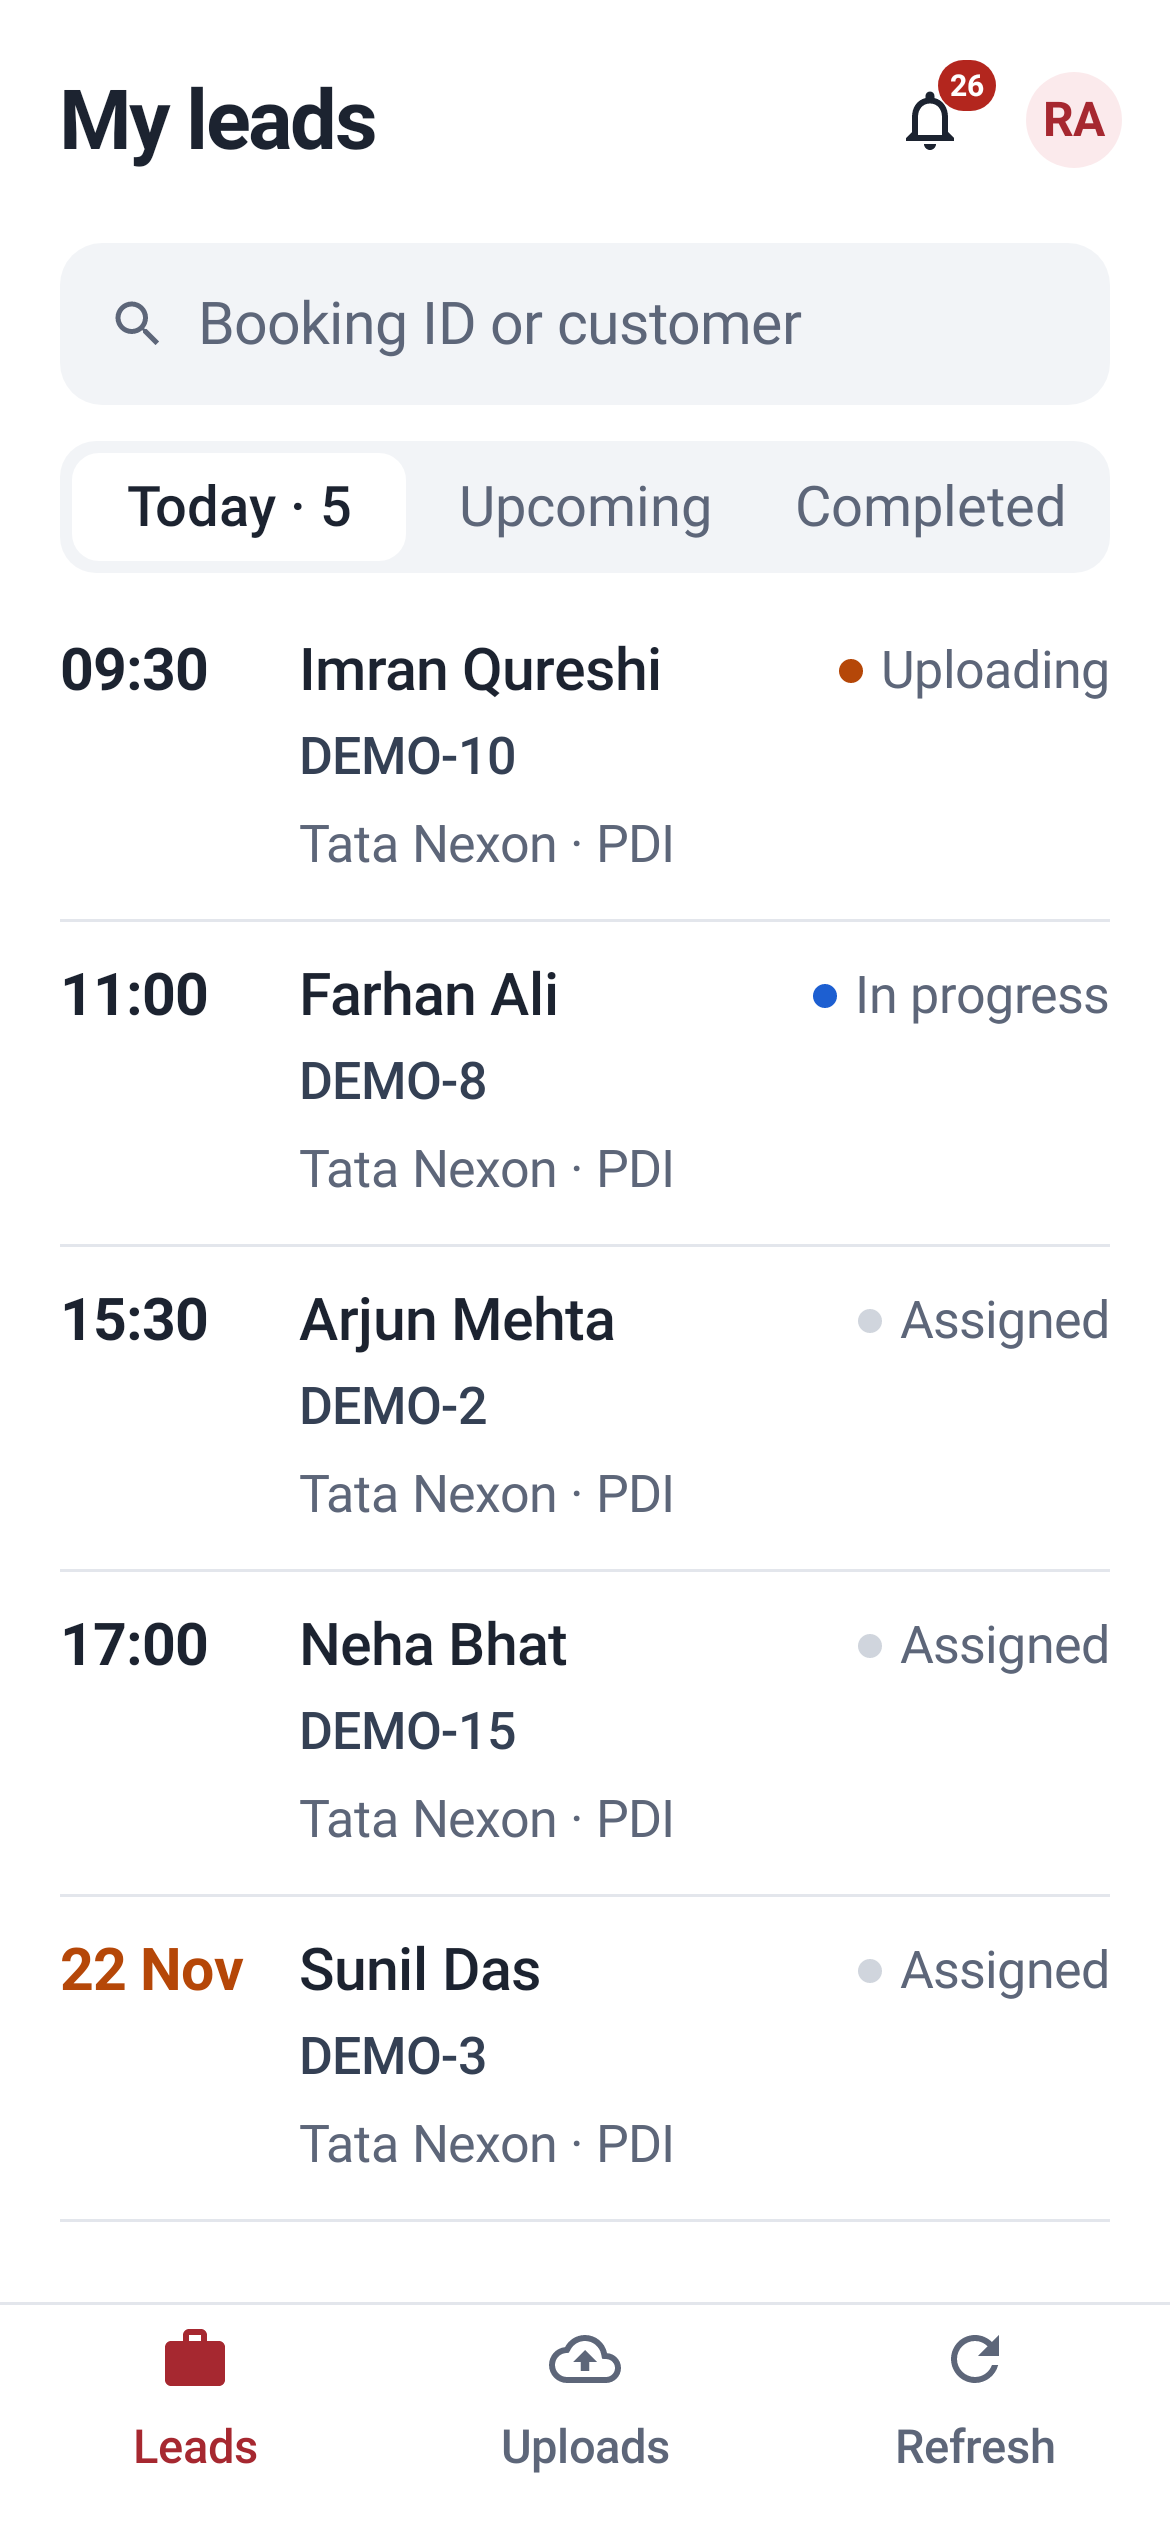 My leads
26
RA
Booking ID or customer
Today · 5
Upcoming
Completed
09:30
Imran Qureshi
Uploading
DEMO-10
Tata Nexon · PDI
11:00
Farhan Ali
In progress
DEMO-8
Tata Nexon · PDI
15:30
Arjun Mehta
Assigned
DEMO-2
Tata Nexon · PDI
17:00
Neha Bhat
Assigned
DEMO-15
Tata Nexon · PDI
22 Nov
Sunil Das
Assigned
DEMO-3
Tata Nexon · PDI
Leads
Uploads
Refresh